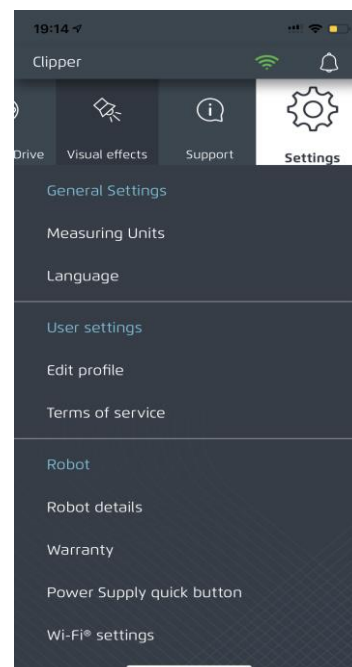 19:14
Clipper
Drive
Visual effects
Support
Settings
General Settings
Measuring Units
Language
User settings
Edit profile
Terms of service
Robot
Robot details
Warranty
Power Supply quick button
Wi-Fi® settings